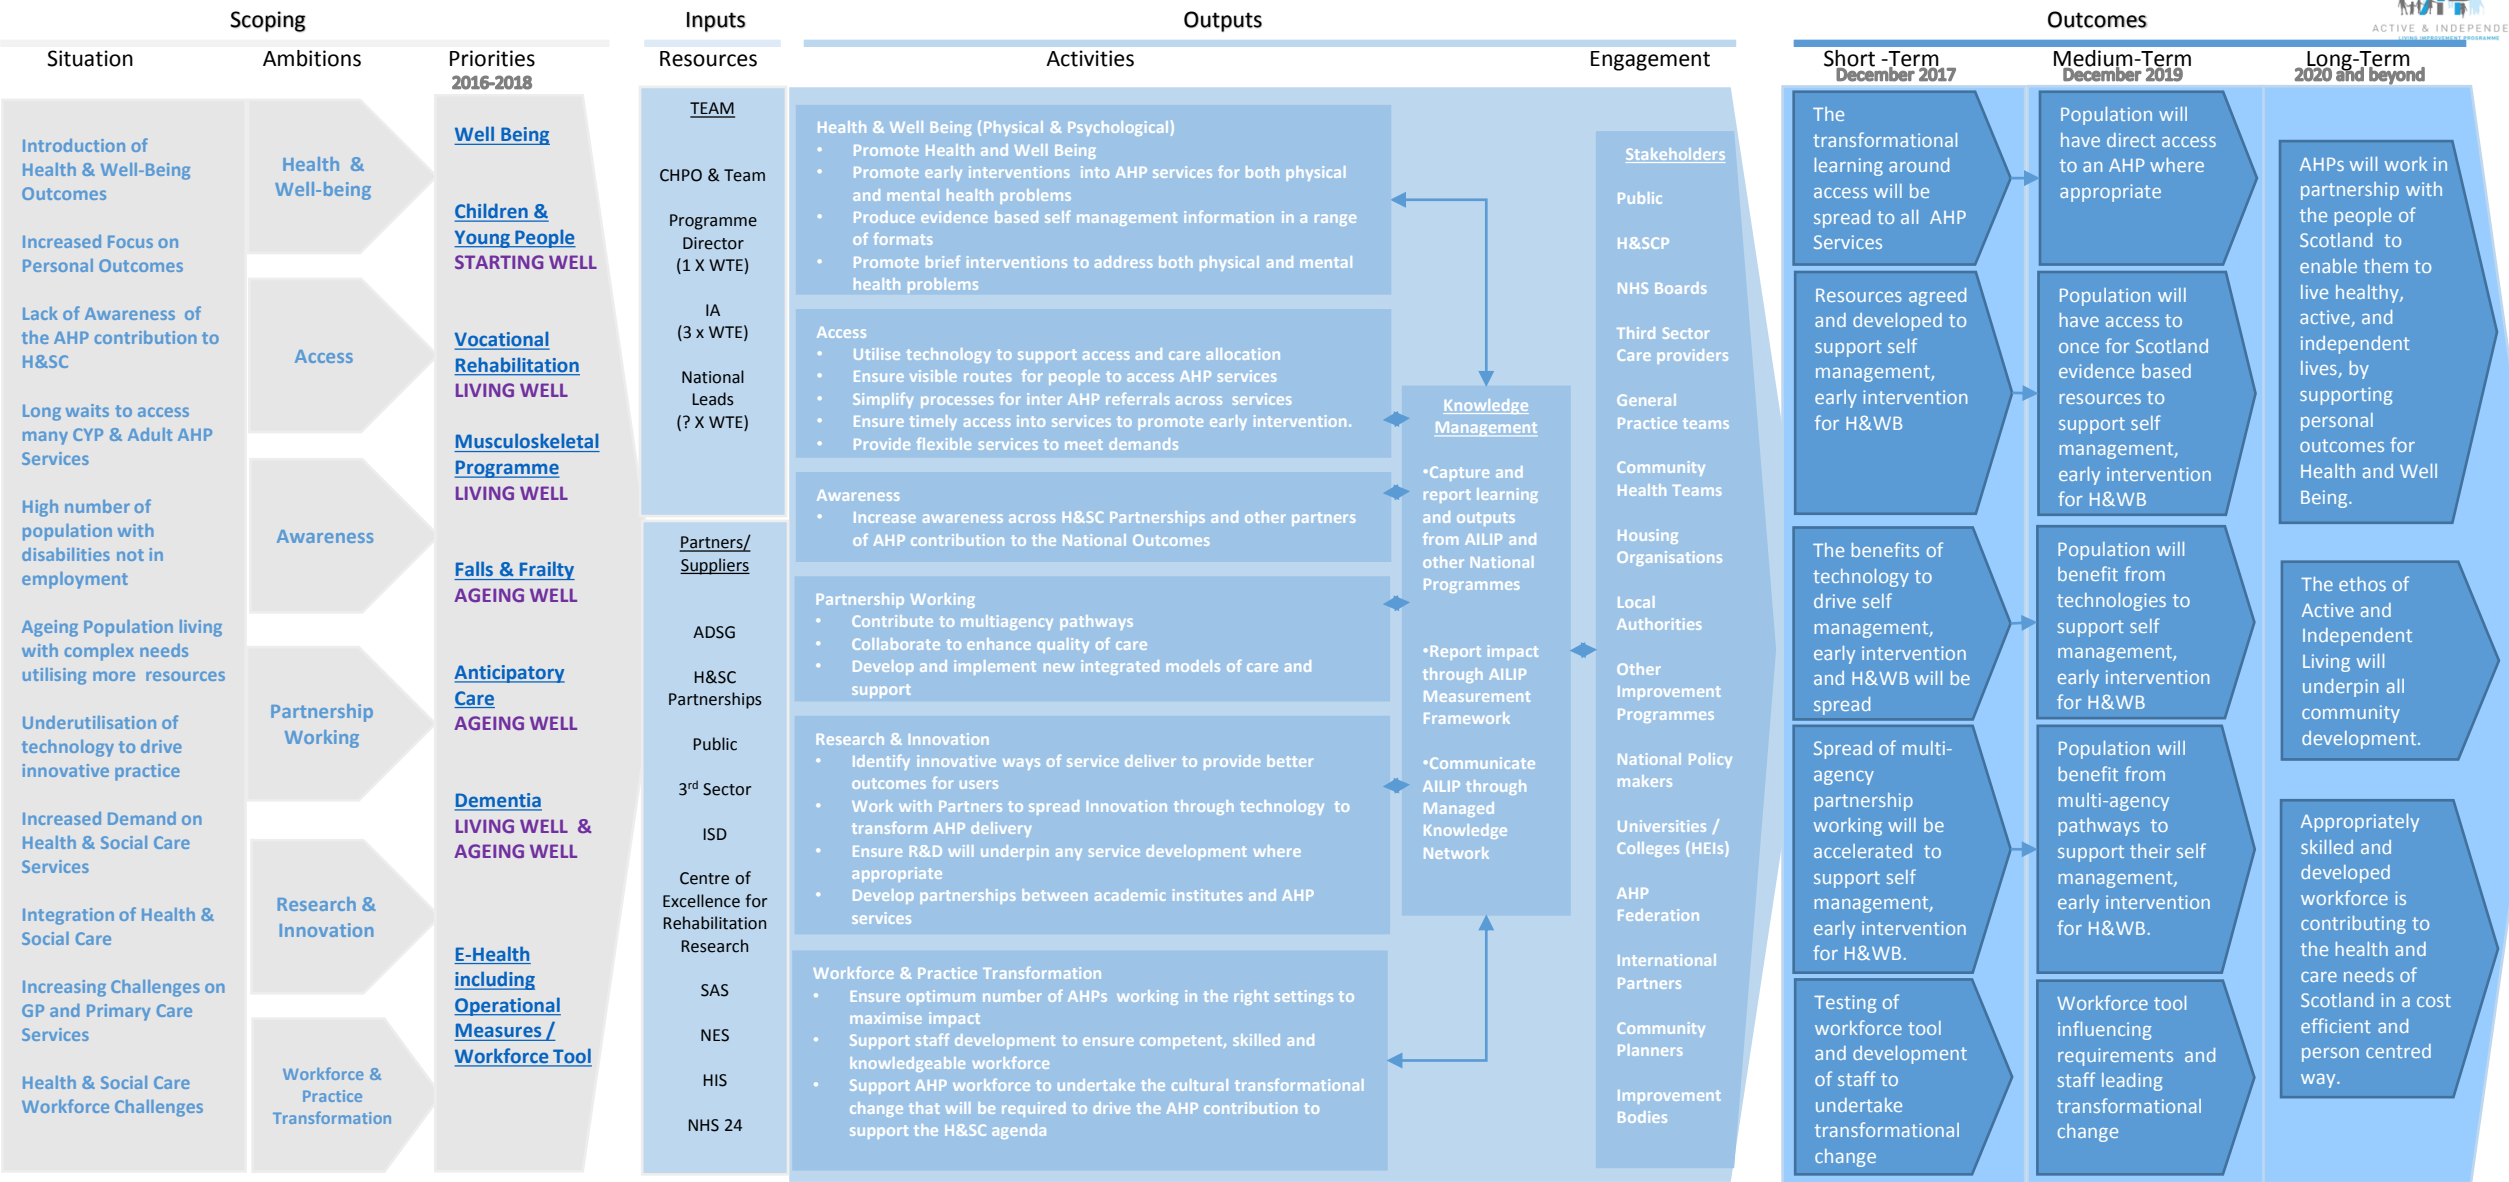 Scoping
Inputs
Outputs
Outcomes
ACTIVE & INDEPENDE
LIVING IMPROVEMENT PROGRAMME
Situation
Ambitions
Priorities
2016-2018
Resources
Activities
Engagement
Short -Term
December 2017
Medium-Term
December 2019
Long-Term
2020 and beyond
Introduction of
Health & Well-Being
Outcomes
Increased Focus on
Personal Outcomes
Lack of Awareness of
the AHP contribution to
H&SC
Long waits to access
many CYP & Adult AHP
Services
High number of
population with
disabilities not in
employment
Ageing Population living
with complex needs
utilising more resources
Underutilisation of
technology to drive
innovative practice
Increased Demand on
Health & Social Care
Services
Integration of Health &
Social Care
Increasing Challenges on
GP and Primary Care
Services
Health & Social Care
Workforce Challenges
Health &
Well-being
Access
Awareness
Partnership
Working
Research &
Innovation
Workforce &
Practice
Transformation
Well Being
Children &
Young People
STARTING WELL
Vocational
Rehabilitation
LIVING WELL
Musculoskeletal
Programme
LIVING WELL
Falls & Frailty
AGEING WELL
Anticipatory
Care
AGEING WELL
Dementia
LIVING WELL &
AGEING WELL
E-Health
including
Operational
Measures /
Workforce Tool
TEAM
CHPO & Team
Programme
Director
(1 X WTE)
IA
(3 x WTE)
National
Leads
(? X WTE)
Partners/
Suppliers
ADSG
H&SC
Partnerships
Public
3rd Sector
ISD
Centre of
Excellence for
Rehabilitation
Research
SAS
NES
HIS
NHS 24
Health & Well Being (Physical & Psychological)
• Promote Health and Well Being
• Promote early interventions into AHP services for both physical
and mental health problems
• Produce evidence based self management information in a range
of formats
• Promote brief interventions to address both physical and mental
health problems
Access
• Utilise technology to support access and care allocation
• Ensure visible routes for people to access AHP services
• Simplify processes for inter AHP referrals across services
• Ensure timely access into services to promote early intervention.
• Provide flexible services to meet demands
Awareness
• Increase awareness across H&SC Partnerships and other partners
of AHP contribution to the National Outcomes
Partnership Working
• Contribute to multiagency pathways
• Collaborate to enhance quality of care
• Develop and implement new integrated models of care and
support
Research & Innovation
• Identify innovative ways of service deliver to provide better
outcomes for users
• Work with Partners to spread Innovation through technology to
transform AHP delivery
• Ensure R&D will underpin any service development where
appropriate
• Develop partnerships between academic institutes and AHP
services
Workforce & Practice Transformation
• Ensure optimum number of AHPs working in the right settings to
maximise impact
• Support staff development to ensure competent, skilled and
knowledgeable workforce
• Support AHP workforce to undertake the cultural transformational
change that will be required to drive the AHP contribution to
support the H&SC agenda
Knowledge
Management
•Capture and
report learning
and outputs
from AILIP and
other National
Programmes
•Report impact
through AILIP
Measurement
Framework
•Communicate
AILIP through
Managed
Knowledge
Network
Stakeholders
Public
H&SCP
NHS Boards
Third Sector
Care providers
General
Practice teams
Community
Health Teams
Housing
Organisations
Local
Authorities
Other
Improvement
Programmes
National Policy
makers
Universities /
Colleges (HEIs)
AHP
Federation
International
Partners
Community
Planners
Improvement
Bodies
The
transformational
learning around
access will be
spread to all AHP
Services
Resources agreed
and developed to
support self
management,
early intervention
for H&WB
The benefits of
technology to
drive self
management,
early intervention
and H&WB will be
spread
Spread of multi-
agency
partnership
working will be
accelerated to
support self
management,
early intervention
for H&WB.
Testing of
workforce tool
and development
of staff to
undertake
transformational
change
Population will
have direct access
to an AHP where
appropriate
Population will
have access to
once for Scotland
evidence based
resources to
support self
management,
early intervention
for H&WB
Population will
benefit from
technologies to
support self
management,
early intervention
for H&WB
Population will
benefit from
multi-agency
pathways to
support their self
management,
early intervention
for H&WB.
Workforce tool
influencing
requirements and
staff leading
transformational
change
AHPs will work in
partnership with
the people of
Scotland to
enable them to
live healthy,
active, and
independent
lives, by
supporting
personal
outcomes for
Health and Well
Being.
The ethos of
Active and
Independent
Living will
underpin all
community
development.
Appropriately
skilled and
developed
workforce is
contributing to
the health and
care needs of
Scotland in a cost
efficient and
person centred
way.